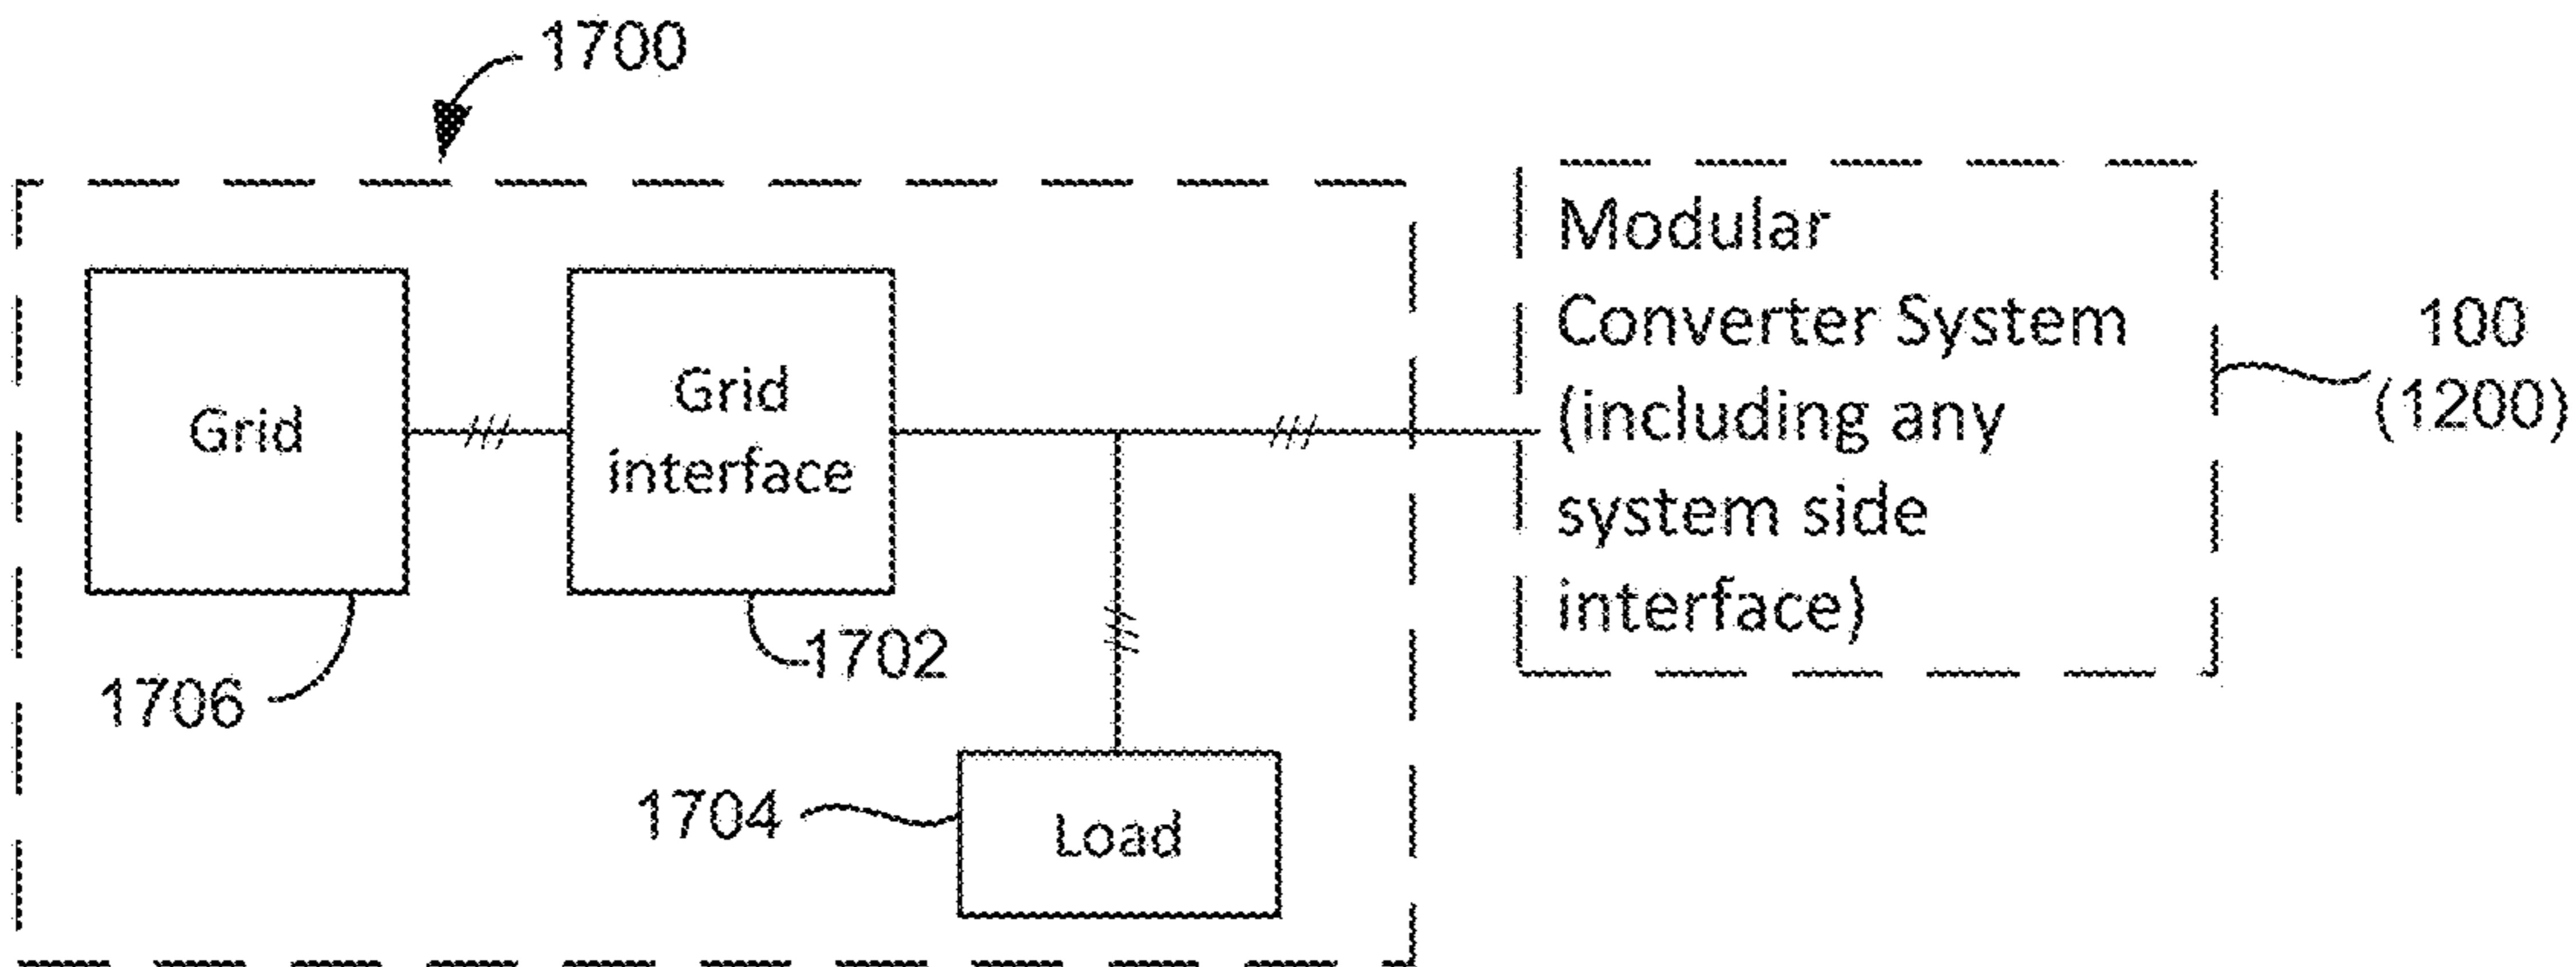 1700
Modular
Converter System
(including any
system side
interface)
100
(1200)
Grid
Grid
interface
1706
1702
1704
Load